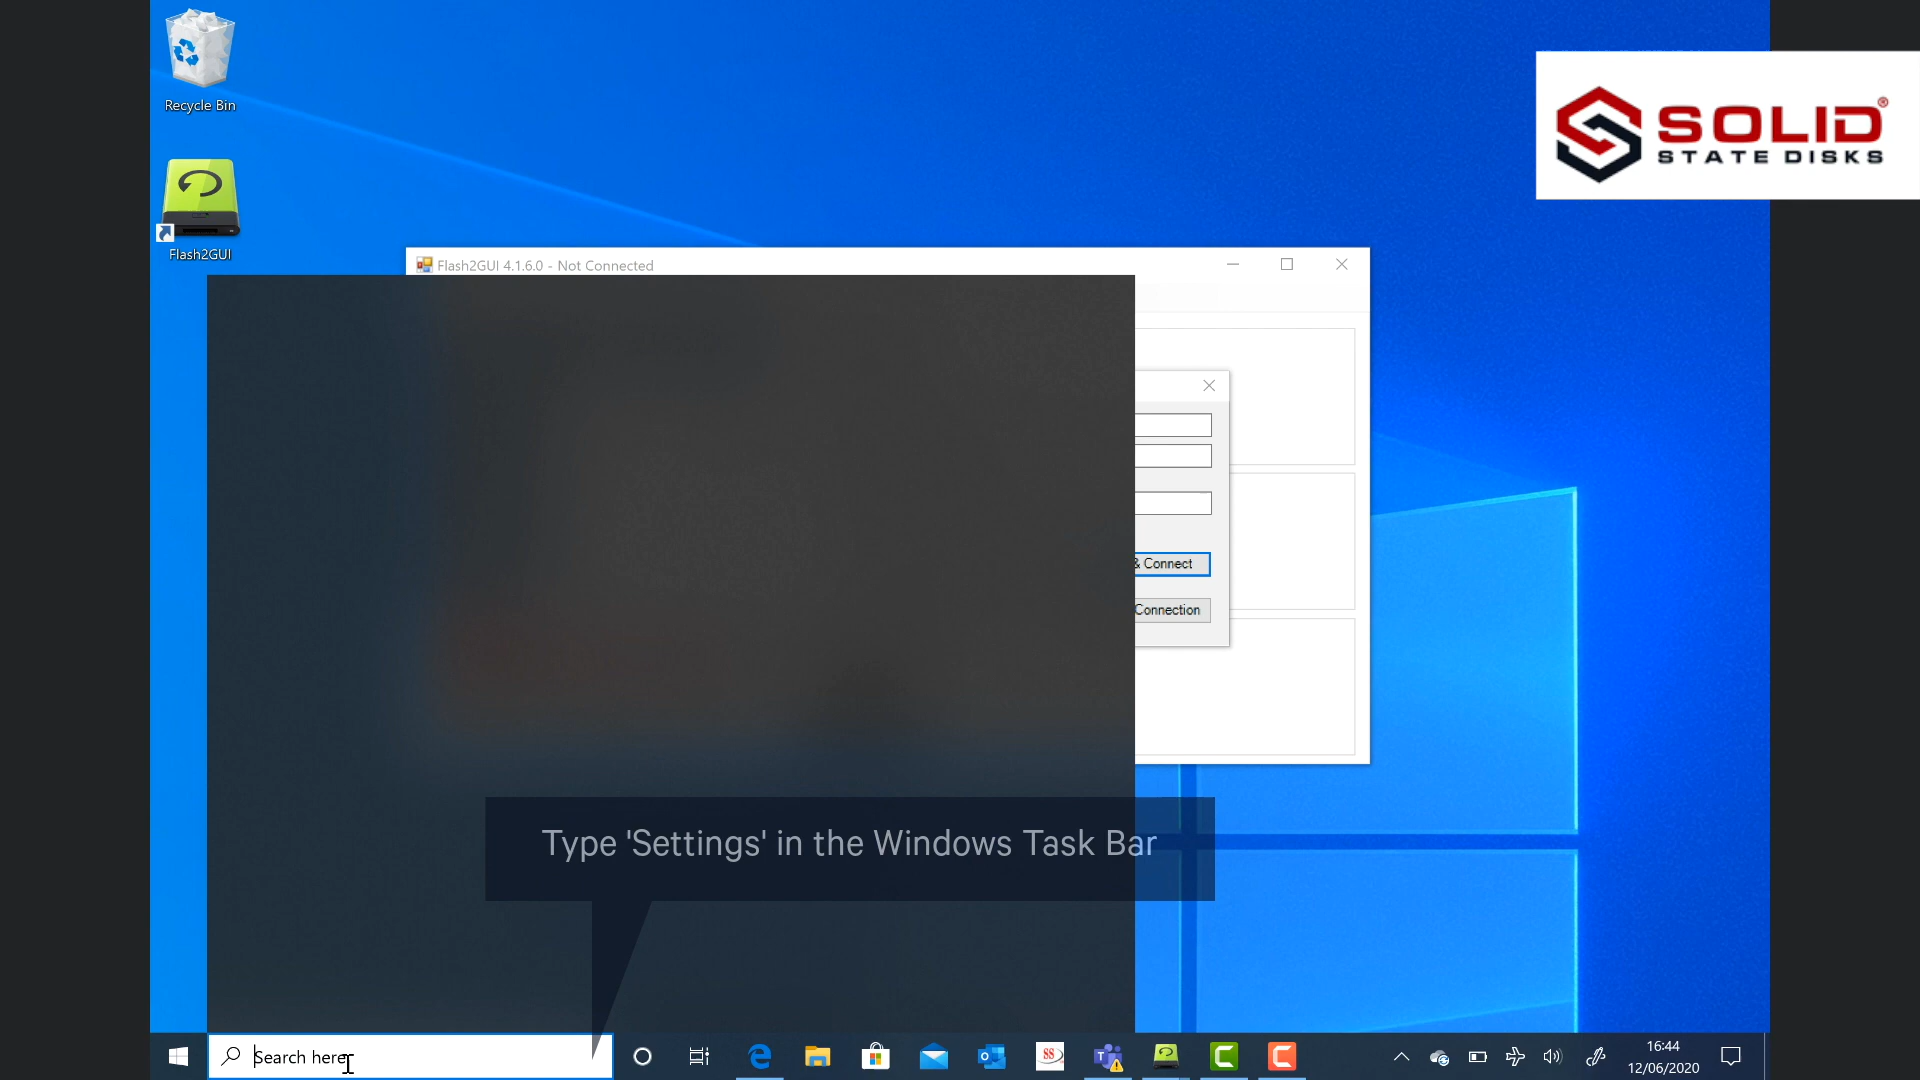 Recycle Bin
SOLID®
STATE DISKS
Flash2GUI
Flash2GUI 4.1.6.0 - Not Connected
& Connect
Connection
Type 'Settings' in the Windows Task Bar
Search here
16:44
12/06/2020